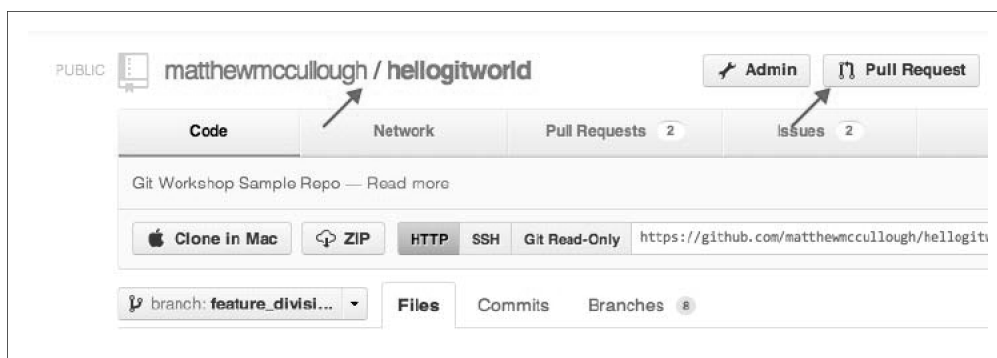 PUBLIC matthewmccullough / hellogitworld Admin Pull Request
Code Network Pull Requests 2 Issues 2
Git Workshop Sample Repo — Read more
Clone in Mac ZIP HTTP SSH Git Read-Only https://github.com/matthewmccullough/hellogitw
branch: feature_divisi... Files Commits Branches 8